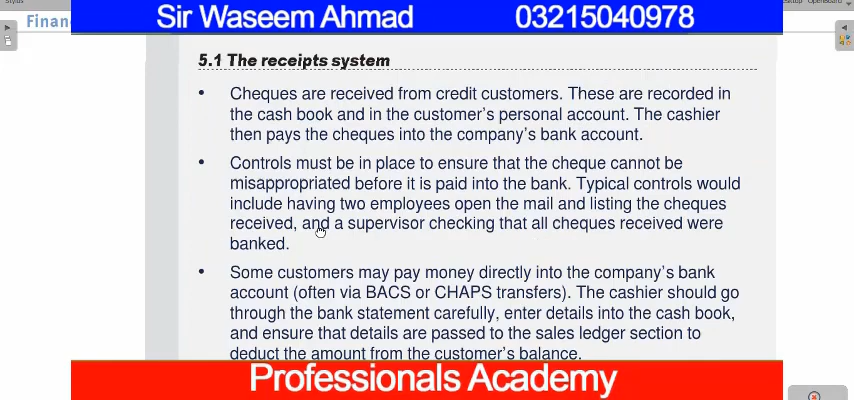 Stylus
Sir Waseem Ahmad 03215040978
Desktop OpenBoard
Finan
5.1 The receipts system
• Cheques are received from credit customers. These are recorded in
the cash book and in the customer's personal account. The cashier
then pays the cheques into the company's bank account.
• Controls must be in place to ensure that the cheque cannot be
misappropriated before it is paid into the bank. Typical controls would
include having two employees open the mail and listing the cheques
received, and a supervisor checking that all cheques received were
banked.
• Some customers may pay money directly into the company's bank
account (often via BACS or CHAPS transfers). The cashier should go
through the bank statement carefully, enter details into the cash book,
and ensure that details are passed to the sales ledger section to
deduct the amount from the customer's balance.
Professionals Academy